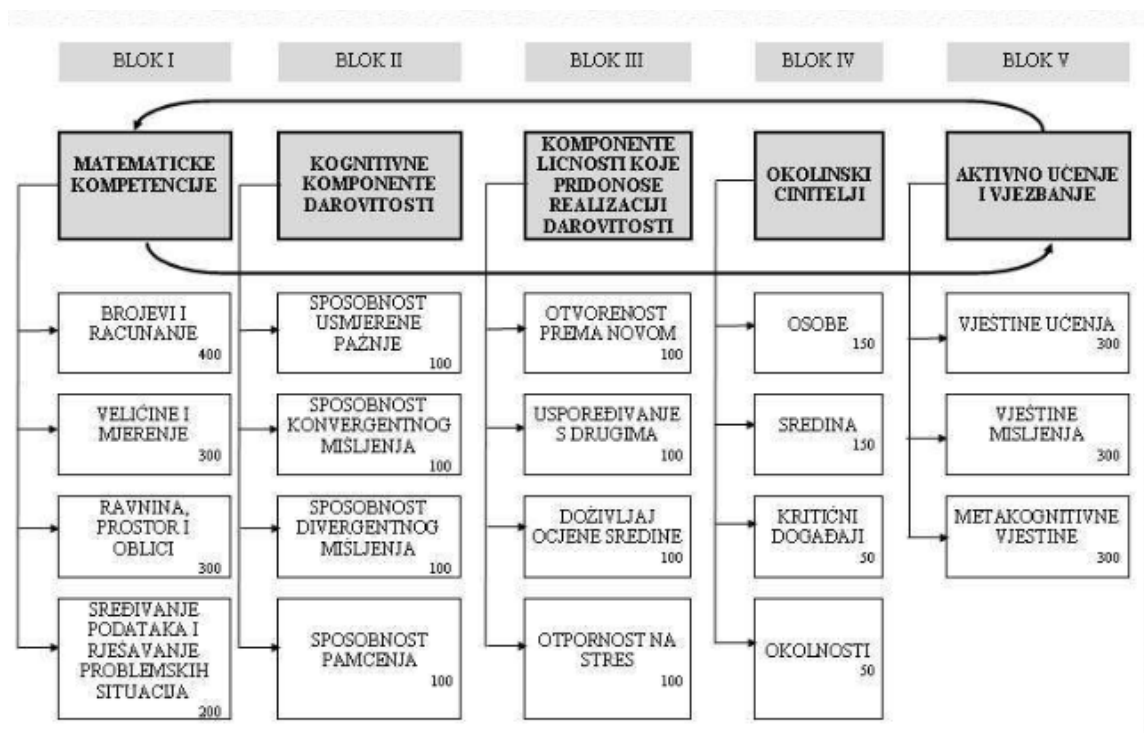 BLOK I
BLOK II
BLOK III
BLOK IV
BLOK V
MATEMATICKE
KOMPETENCIJE
KOGNITIVNE
KOMPONENTE
DAROVITOSTI
KOMPONENTE
LICNOSTI KOJE
PRIDONOSE
REALIZACIJI
DAROVITOSTI
OKOLINSKI
CINITELJI
AKTIVNO UČENJE
I VJEZBANJE
BROJEVI I
RACUNANJE
400
SPOSOBNOST
USMJERENE
PAŽNJE
100
OTVORENOST
PREMA NOVOM
100
OSOBE
150
VJEŠTINE UČENJA
300
VELIČINE I
MJERENJE
300
SPOSOBNOST
KONVERGENTNOG
MIŠLJENJA
100
USPOREĐIVANJE
S DRUGIMA
100
SREDINA
150
VJEŠTINE
MISLJENJA
300
RAVNINA,
PROSTOR I
OBLICI
300
SPOSOBNOST
DIVERGENTNOG
MIŠLJENJA
100
DOŽIVLJAJ
OCJENE SREDINE
100
KRITIČNI
DOGAĐAJI
50
METAKOGNITIVNE
VJESTINE
300
SREĐIVANJE
PODATAKA I
RJEŠAVANJE
PROBLEMSKIH
SITUACIJA
200
SPOSOBNOST
PAMCENJA
100
OTPORNOST NA
STRES
100
OKOLNOSTI
50